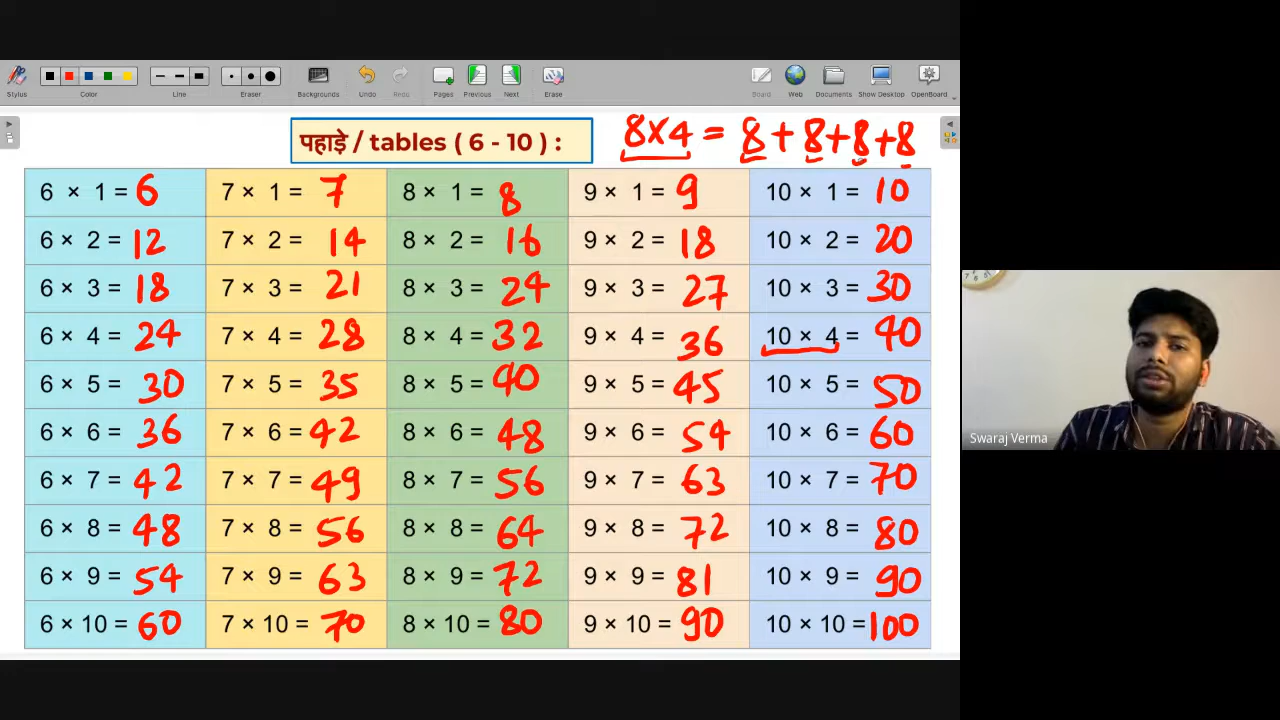 Stylus Color Line Eraser Backgrounds Undo Redo Pages Previous Next Erase Board Web Documents Show Desktop OpenBoard
पहाड़े / tables ( 6 - 10 ) : 8×4 = 8+8+8+8
6 × 1 = 6 7 × 1 = 7 8 × 1 = 8 9 × 1 = 9 10 × 1 = 10
6 × 2 = 12 7 × 2 = 14 8 × 2 = 16 9 × 2 = 18 10 × 2 = 20
6 × 3 = 18 7 × 3 = 21 8 × 3 = 24 9 × 3 = 27 10 × 3 = 30
6 × 4 = 24 7 × 4 = 28 8 × 4 = 32 9 × 4 = 36 10 × 4 = 40
6 × 5 = 30 7 × 5 = 35 8 × 5 = 40 9 × 5 = 45 10 × 5 = 50
6 × 6 = 36 7 × 6 = 42 8 × 6 = 48 9 × 6 = 54 10 × 6 = 60
Swaraj Verma
6 × 7 = 42 7 × 7 = 49 8 × 7 = 56 9 × 7 = 63 10 × 7 = 70
6 × 8 = 48 7 × 8 = 56 8 × 8 = 64 9 × 8 = 72 10 × 8 = 80
6 × 9 = 54 7 × 9 = 63 8 × 9 = 72 9 × 9 = 81 10 × 9 = 90
6 × 10 = 60 7 × 10 = 70 8 × 10 = 80 9 × 10 = 90 10 × 10 = 100